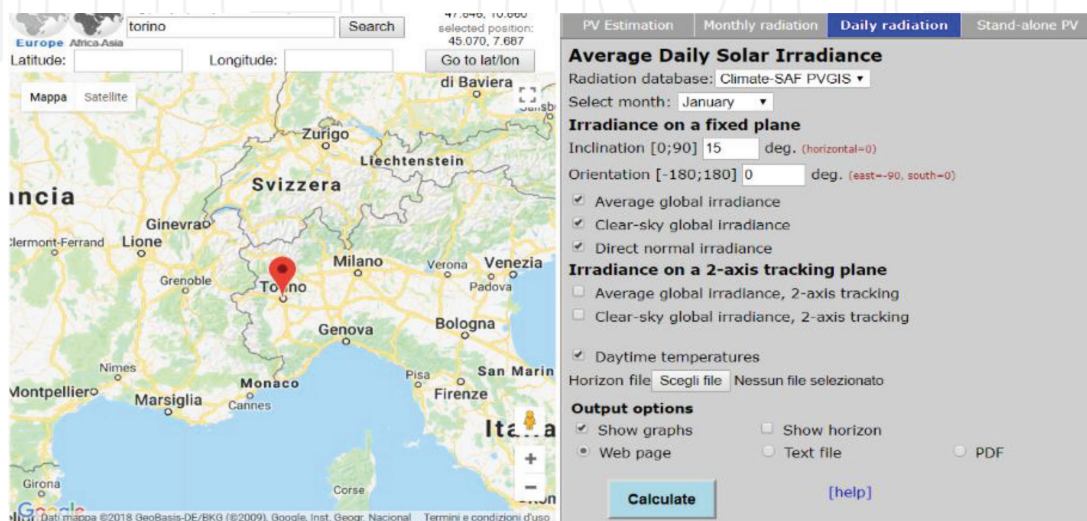 torino
Search
47.846, 10.860
selected position:
45.070, 7.687
Europe Africa-Asia
Latitude:
Longitude:
Go to lat/lon
Mappa
Satellite
di Baviera
Zurigo
Liechtenstein
Svizzera
ncia
Ginevra
Clermont-Ferrand
Lione
Milano
Verona
Venezia
Grenoble
Torino
Padova
Genova
Bologna
Nimes
Pisa
San Marin
Montpellier
Monaco
Marsiglia
Cannes
Firenze
Italia
Girona
Corse
+
−
Google
Dati mappa ©2018 GeoBasis-DE/BKG (©2009), Google, Inst. Geogr. Nacional
Termini e condizioni d'uso
PV Estimation
Monthly radiation
Daily radiation
Stand-alone PV
Average Daily Solar Irradiance
Radiation database: Climate-SAF PVGIS
Select month: January
Irradiance on a fixed plane
Inclination [0;90] 15 deg. (horizontal=0)
Orientation [-180;180] 0 deg. (east=-90, south=0)
Average global irradiance
Clear-sky global irradiance
Direct normal irradiance
Irradiance on a 2-axis tracking plane
Average global irradiance, 2-axis tracking
Clear-sky global irradiance, 2-axis tracking
Daytime temperatures
Horizon file Scegli file Nessun file selezionato
Output options
Show graphs
Show horizon
Web page
Text file
PDF
Calculate
[help]